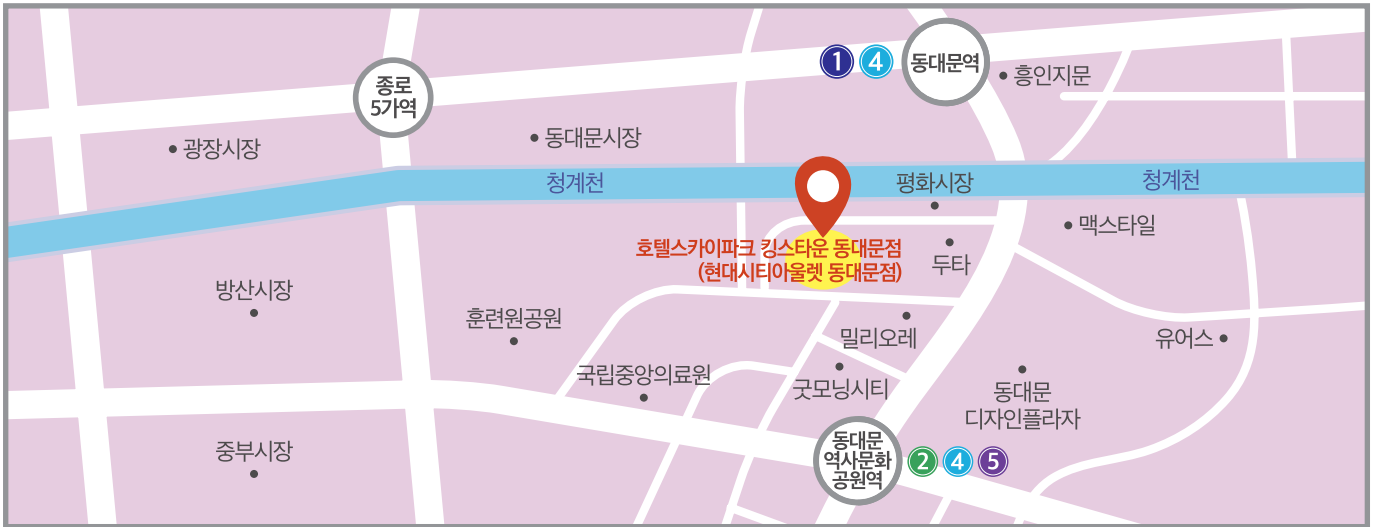 1
4
동대문역
흥인지문
종로
5가역
동대문시장
광장시장
청계천
평화시장
청계천
맥스타일
호텔스카이파크 킹스타운 동대문점
(현대시티아울렛 동대문점)
두타
방산시장
훈련원공원
밀리오레
유어스
국립중앙의료원
굿모닝시티
동대문
디자인플라자
중부시장
동대문
역사문화
공원역
2
4
5